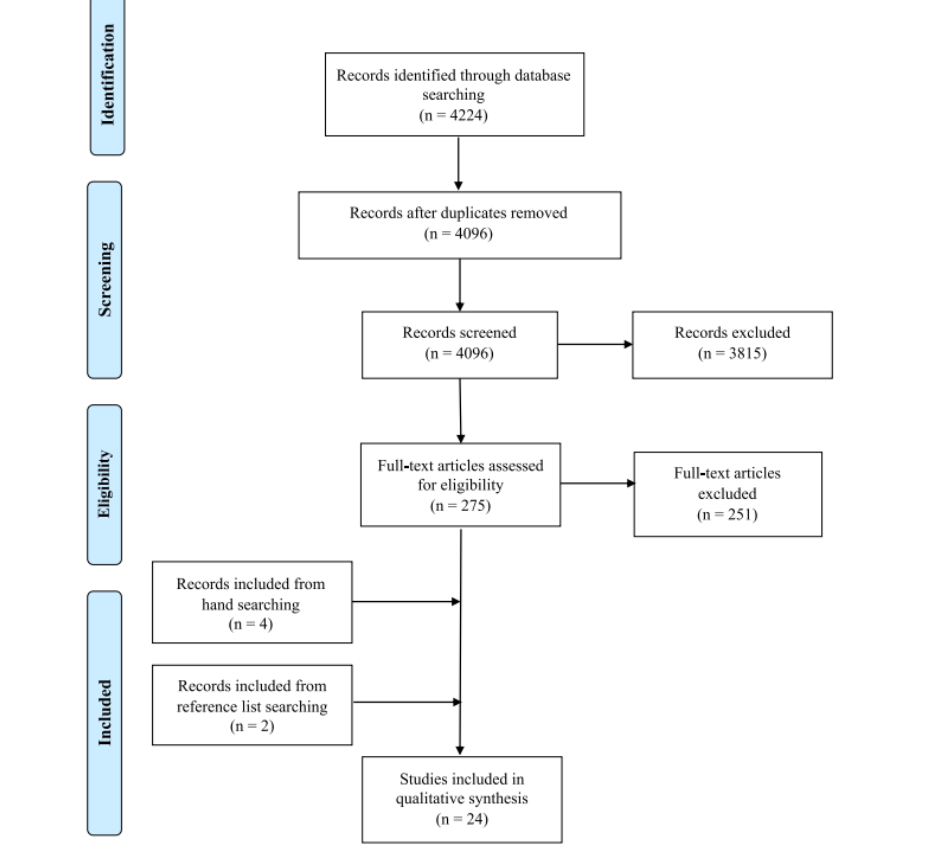 Identification
Records identified through database
searching
(n = 4224)
Records after duplicates removed
(n = 4096)
Screening
Records screened
(n = 4096)
Records excluded
(n = 3815)
Eligibility
Full-text articles assessed
for eligibility
(n = 275)
Full-text articles
excluded
(n = 251)
Records included from
hand searching
(n = 4)
Included
Records included from
reference list searching
(n = 2)
Studies included in
qualitative synthesis
(n = 24)